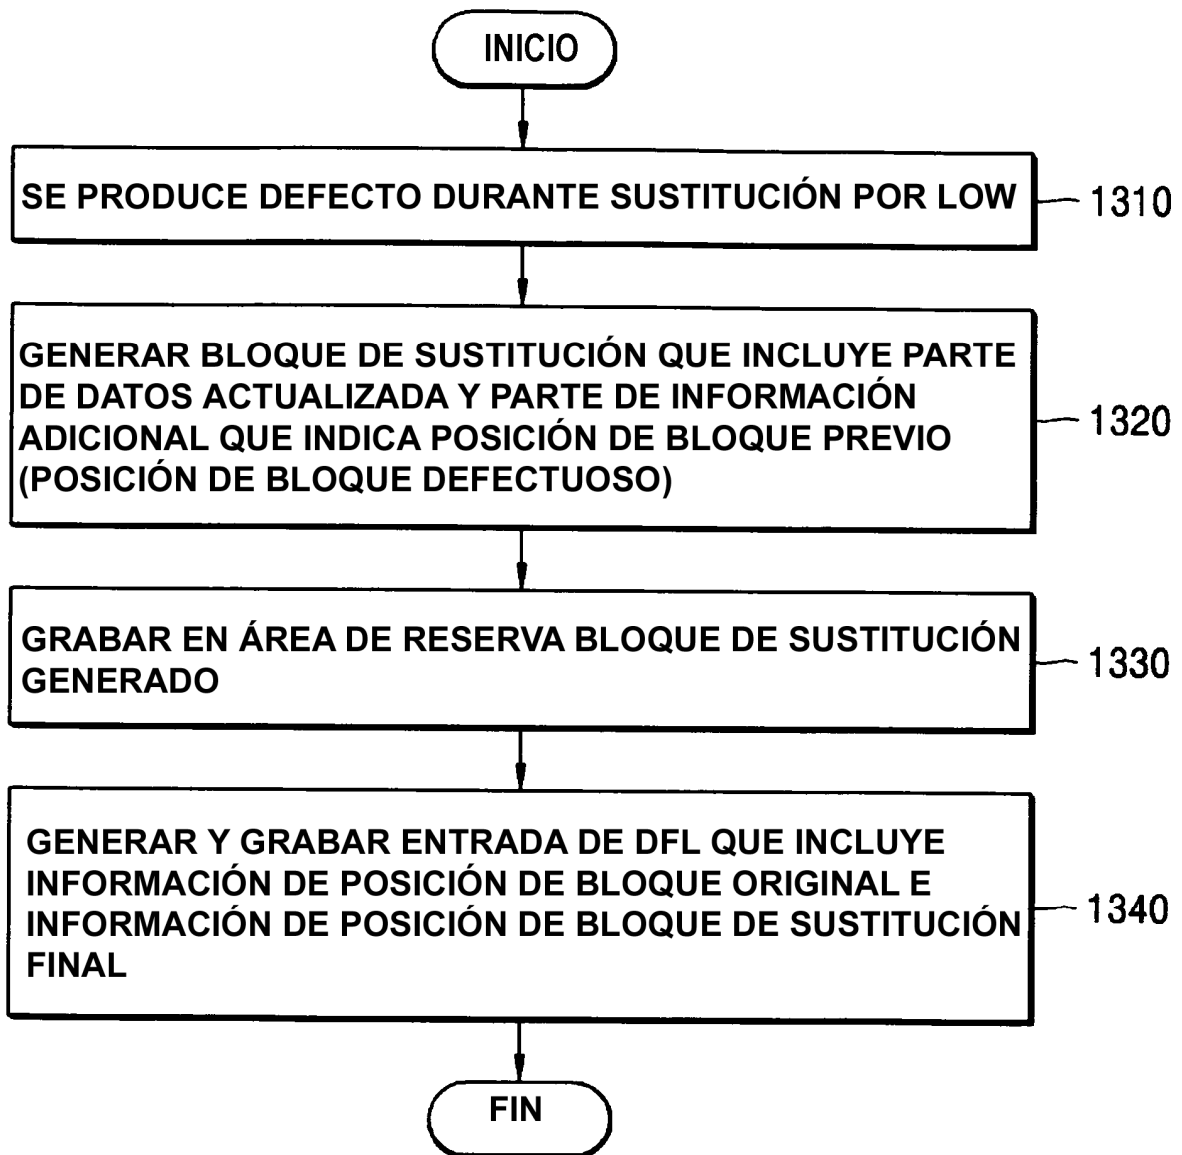 INICIO
SE PRODUCE DEFECTO DURANTE SUSTITUCIÓN POR LOW
1310
GENERAR BLOQUE DE SUSTITUCIÓN QUE INCLUYE PARTE
DE DATOS ACTUALIZADA Y PARTE DE INFORMACIÓN
ADICIONAL QUE INDICA POSICIÓN DE BLOQUE PREVIO
(POSICIÓN DE BLOQUE DEFECTUOSO)
1320
GRABAR EN ÁREA DE RESERVA BLOQUE DE SUSTITUCIÓN
GENERADO
1330
GENERAR Y GRABAR ENTRADA DE DFL QUE INCLUYE
INFORMACIÓN DE POSICIÓN DE BLOQUE ORIGINAL E
INFORMACIÓN DE POSICIÓN DE BLOQUE DE SUSTITUCIÓN
FINAL
1340
FIN